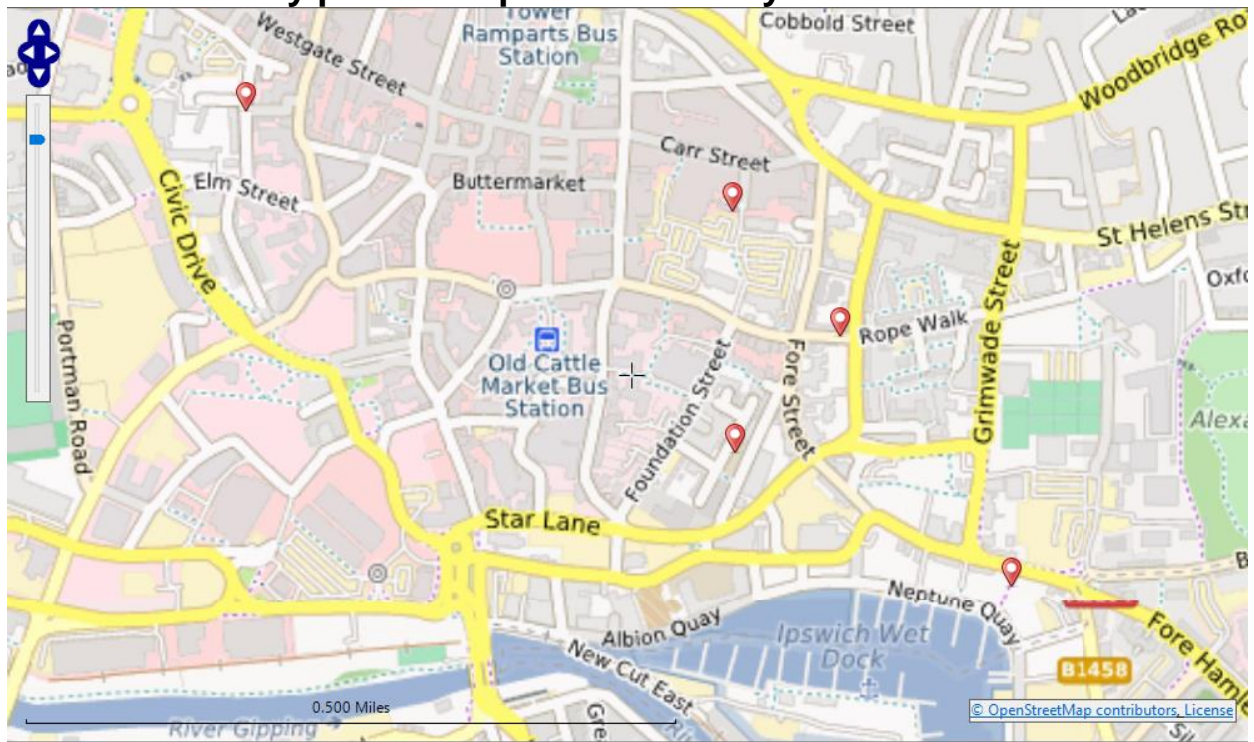 Tower
Ramparts Bus
Station
Cobbold Street
Westgate Street
Woodbridge Ro
Carr Street
Buttermarket
Elm Street
Civic Drive
St Helens Str
Oxfo
Grimwade Street
Rope Walk
Portman Road
Old Cattle
Market Bus
Station
Foundation Street
Fore Street
Alexa
Star Lane
Neptune Quay
Albion Quay
Ipswich Wet
Dock
Fore Hamle
New Cut East
B1458
0.500 Miles
River Gipping
Gre
Ri
Sil
© OpenStreetMap contributors, License